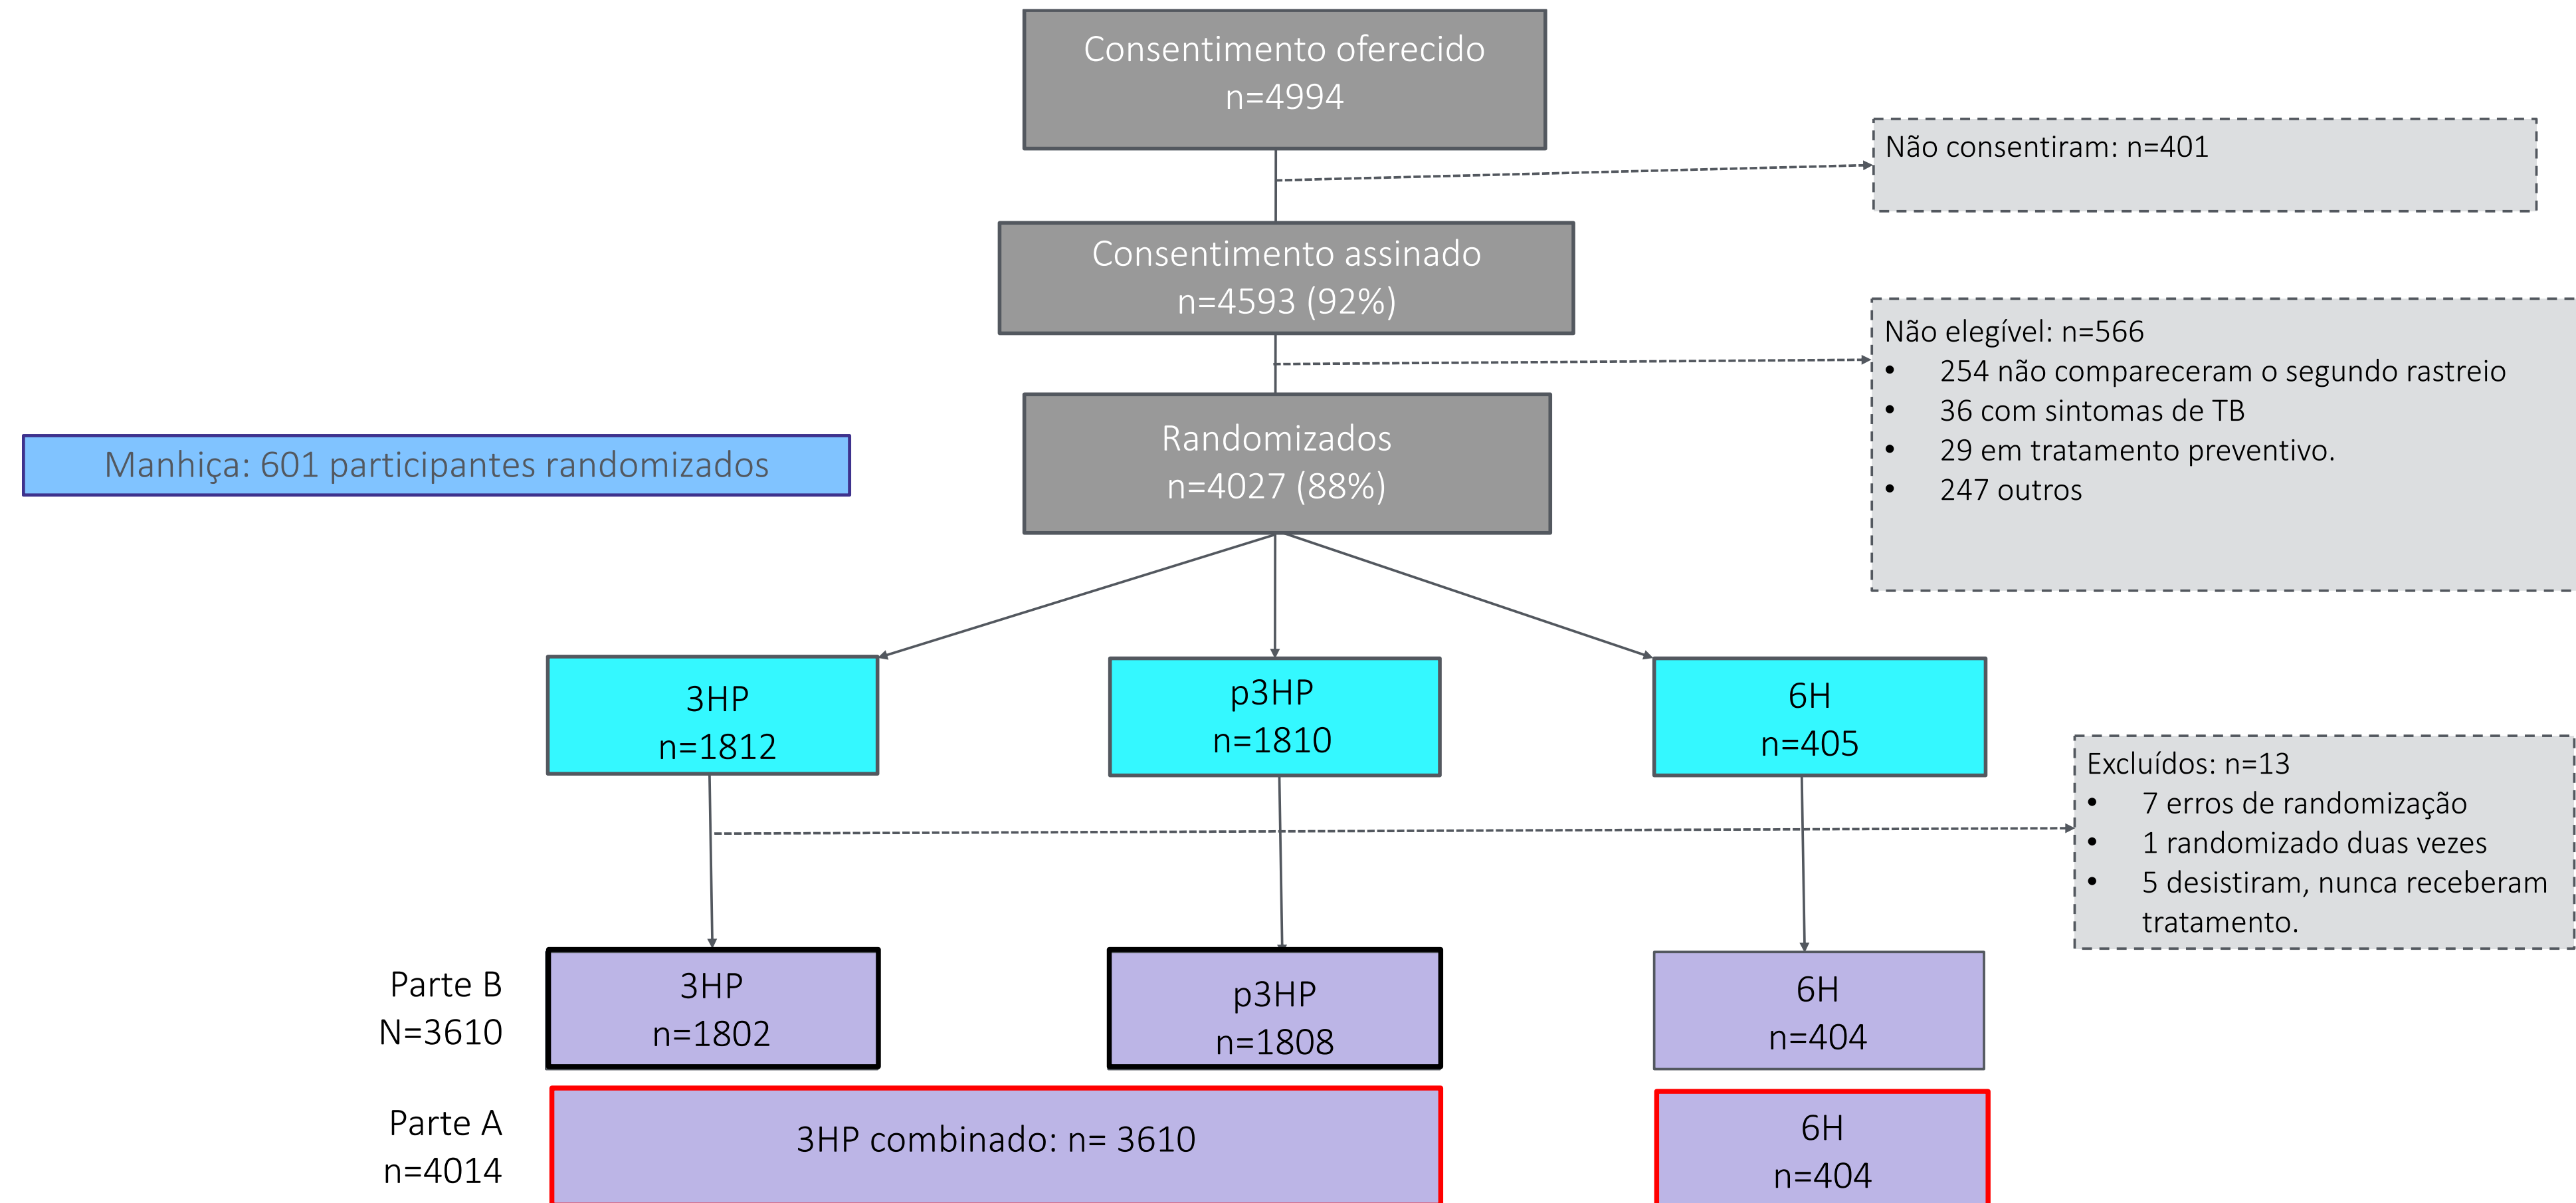 Consentimento oferecido
n=4994
Não consentiram: n=401
Consentimento assinado
n=4593 (92%)
Não elegível: n=566
• 254 não compareceram o segundo rastreio
• 36 com sintomas de TB
• 29 em tratamento preventivo.
• 247 outros
Randomizados
n=4027 (88%)
Manhiça: 601 participantes randomizados
3HP
n=1812
p3HP
n=1810
6H
n=405
Excluídos: n=13
• 7 erros de randomização
• 1 randomizado duas vezes
• 5 desistiram, nunca receberam
tratamento.
Parte B
N=3610
3HP
n=1802
p3HP
n=1808
6H
n=404
Parte A
n=4014
3HP combinado: n= 3610
6H
n=404